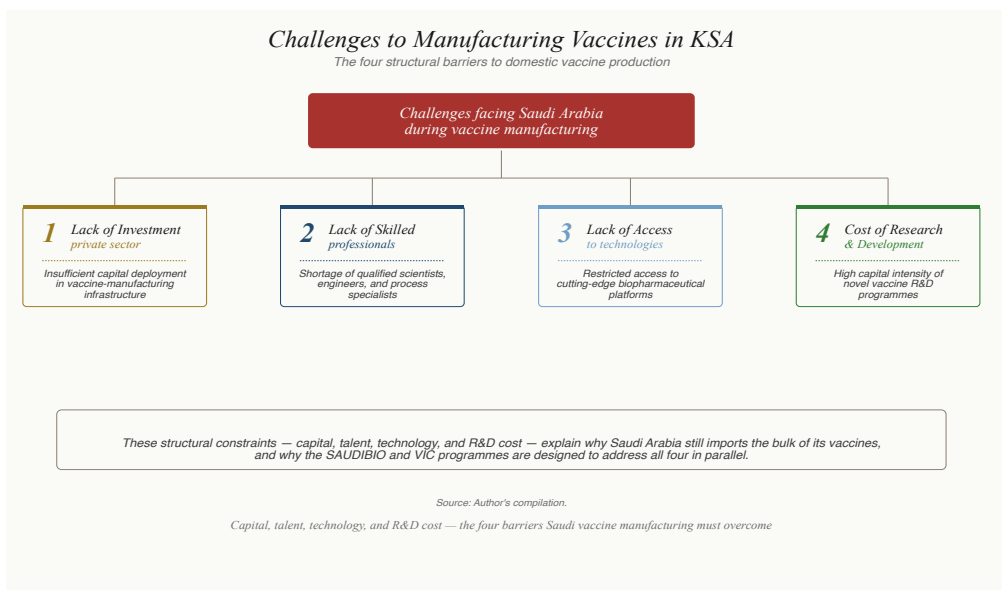 Challenges to Manufacturing Vaccines in KSA
The four structural barriers to domestic vaccine production
Challenges facing Saudi Arabia
during vaccine manufacturing
1
Lack of Investment
private sector
Insufficient capital deployment
in vaccine-manufacturing
infrastructure
2
Lack of Skilled
professionals
Shortage of qualified scientists,
engineers, and process
specialists
3
Lack of Access
to technologies
Restricted access to
cutting-edge biopharmaceutical
platforms
4
Cost of Research
& Development
High capital intensity of
novel vaccine R&D
programmes
These structural constraints — capital, talent, technology, and R&D cost — explain why Saudi Arabia still imports the bulk of its vaccines,
and why the SAUDIBIO and VIC programmes are designed to address all four in parallel.
Source: Author's compilation.
Capital, talent, technology, and R&D cost — the four barriers Saudi vaccine manufacturing must overcome